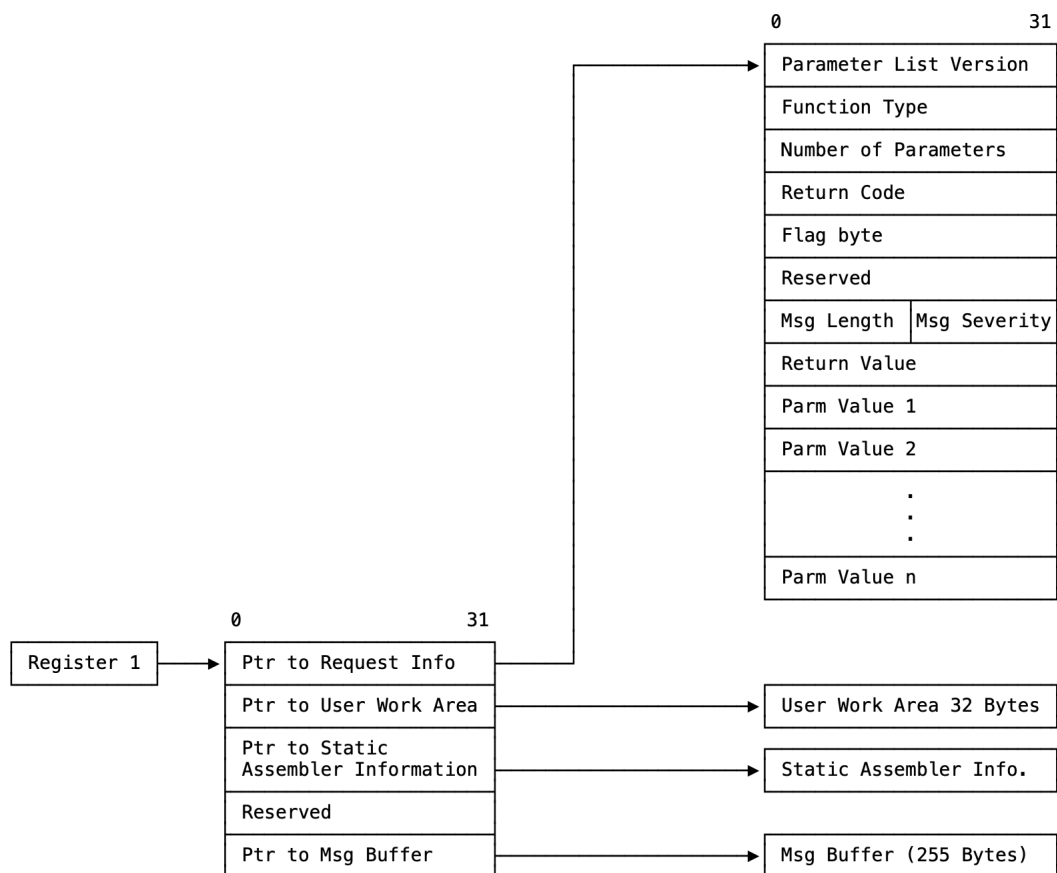 0 31
Parameter List Version
Function Type
Number of Parameters
Return Code
Flag byte
Reserved
Msg Length Msg Severity
Return Value
Parm Value 1
Parm Value 2
.
.
.
Parm Value n
0 31
Register 1
Ptr to Request Info
Ptr to User Work Area
User Work Area 32 Bytes
Ptr to Static
Assembler Information
Static Assembler Info.
Reserved
Ptr to Msg Buffer
Msg Buffer (255 Bytes)